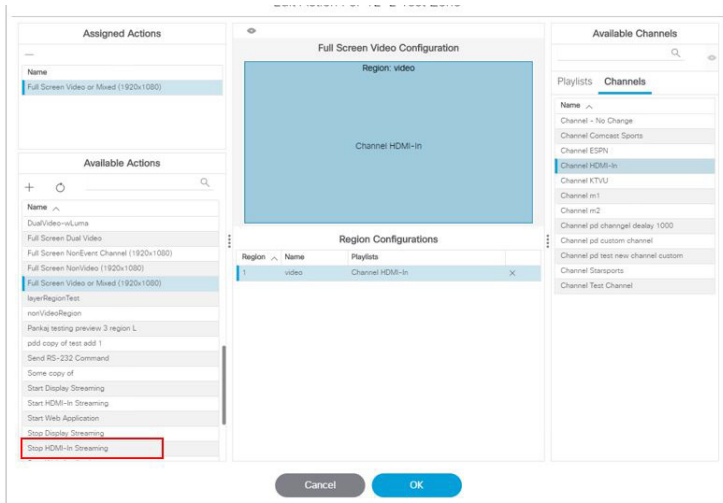 Assigned Actions
Name
Full Screen Video or Mixed (1920x1080)
Available Actions
Name
DualVideo-wLuma
Full Screen Dual Video
Full Screen NonEvent Channel (1920x1080)
Full Screen NonVideo (1920x1080)
Full Screen Video or Mixed (1920x1080)
layerRegionTest
nonVideoRegion
Pankaj testing preview 3 region L
pdd copy of test add 1
Send RS-232 Command
Some copy of
Start Display Streaming
Start HDMI-In Streaming
Start Web Application
Stop Display Streaming
Stop HDMI-In Streaming
Full Screen Video Configuration
Region: video
Channel HDMI-In
Region Configurations
Region Name Playlists
1 video Channel HDMI-In
Available Channels
Playlists Channels
Name
Channel - No Change
Channel Comcast Sports
Channel ESPN
Channel HDMI-In
Channel KTVU
Channel m1
Channel m2
Channel pd changel dealay 1000
Channel pd custom channel
Channel pd test new channel custom
Channel Starsports
Channel Test Channel
Cancel OK